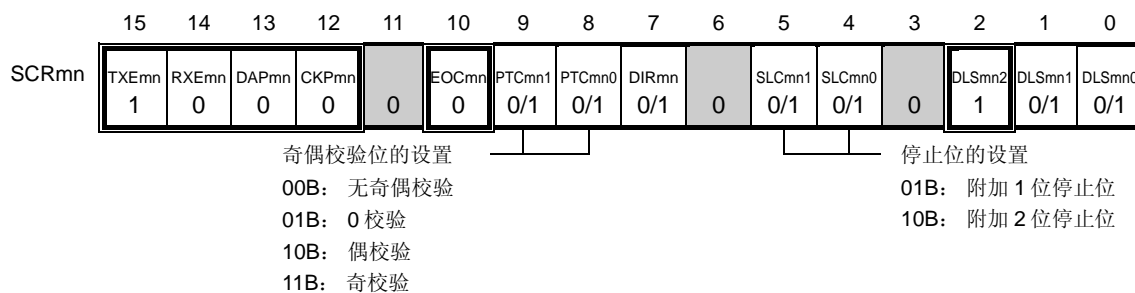 15 14 13 12 11 10 9 8 7 6 5 4 3 2 1 0
SCRmn TXEmn RXEmn DAPmn CKPmn EOCmn PTCmn1 PTCmn0 DIRmn SLCmn1 SLCmn0 DLSmn2 DLSmn1 DLSmn0
1 0 0 0 0 0 0/1 0/1 0/1 0 0/1 0/1 0 1 0/1 0/1
奇偶校验位的设置
00B: 无奇偶校验
01B: 0 校验
10B: 偶校验
11B: 奇校验
停止位的设置
01B: 附加 1 位停止位
10B: 附加 2 位停止位